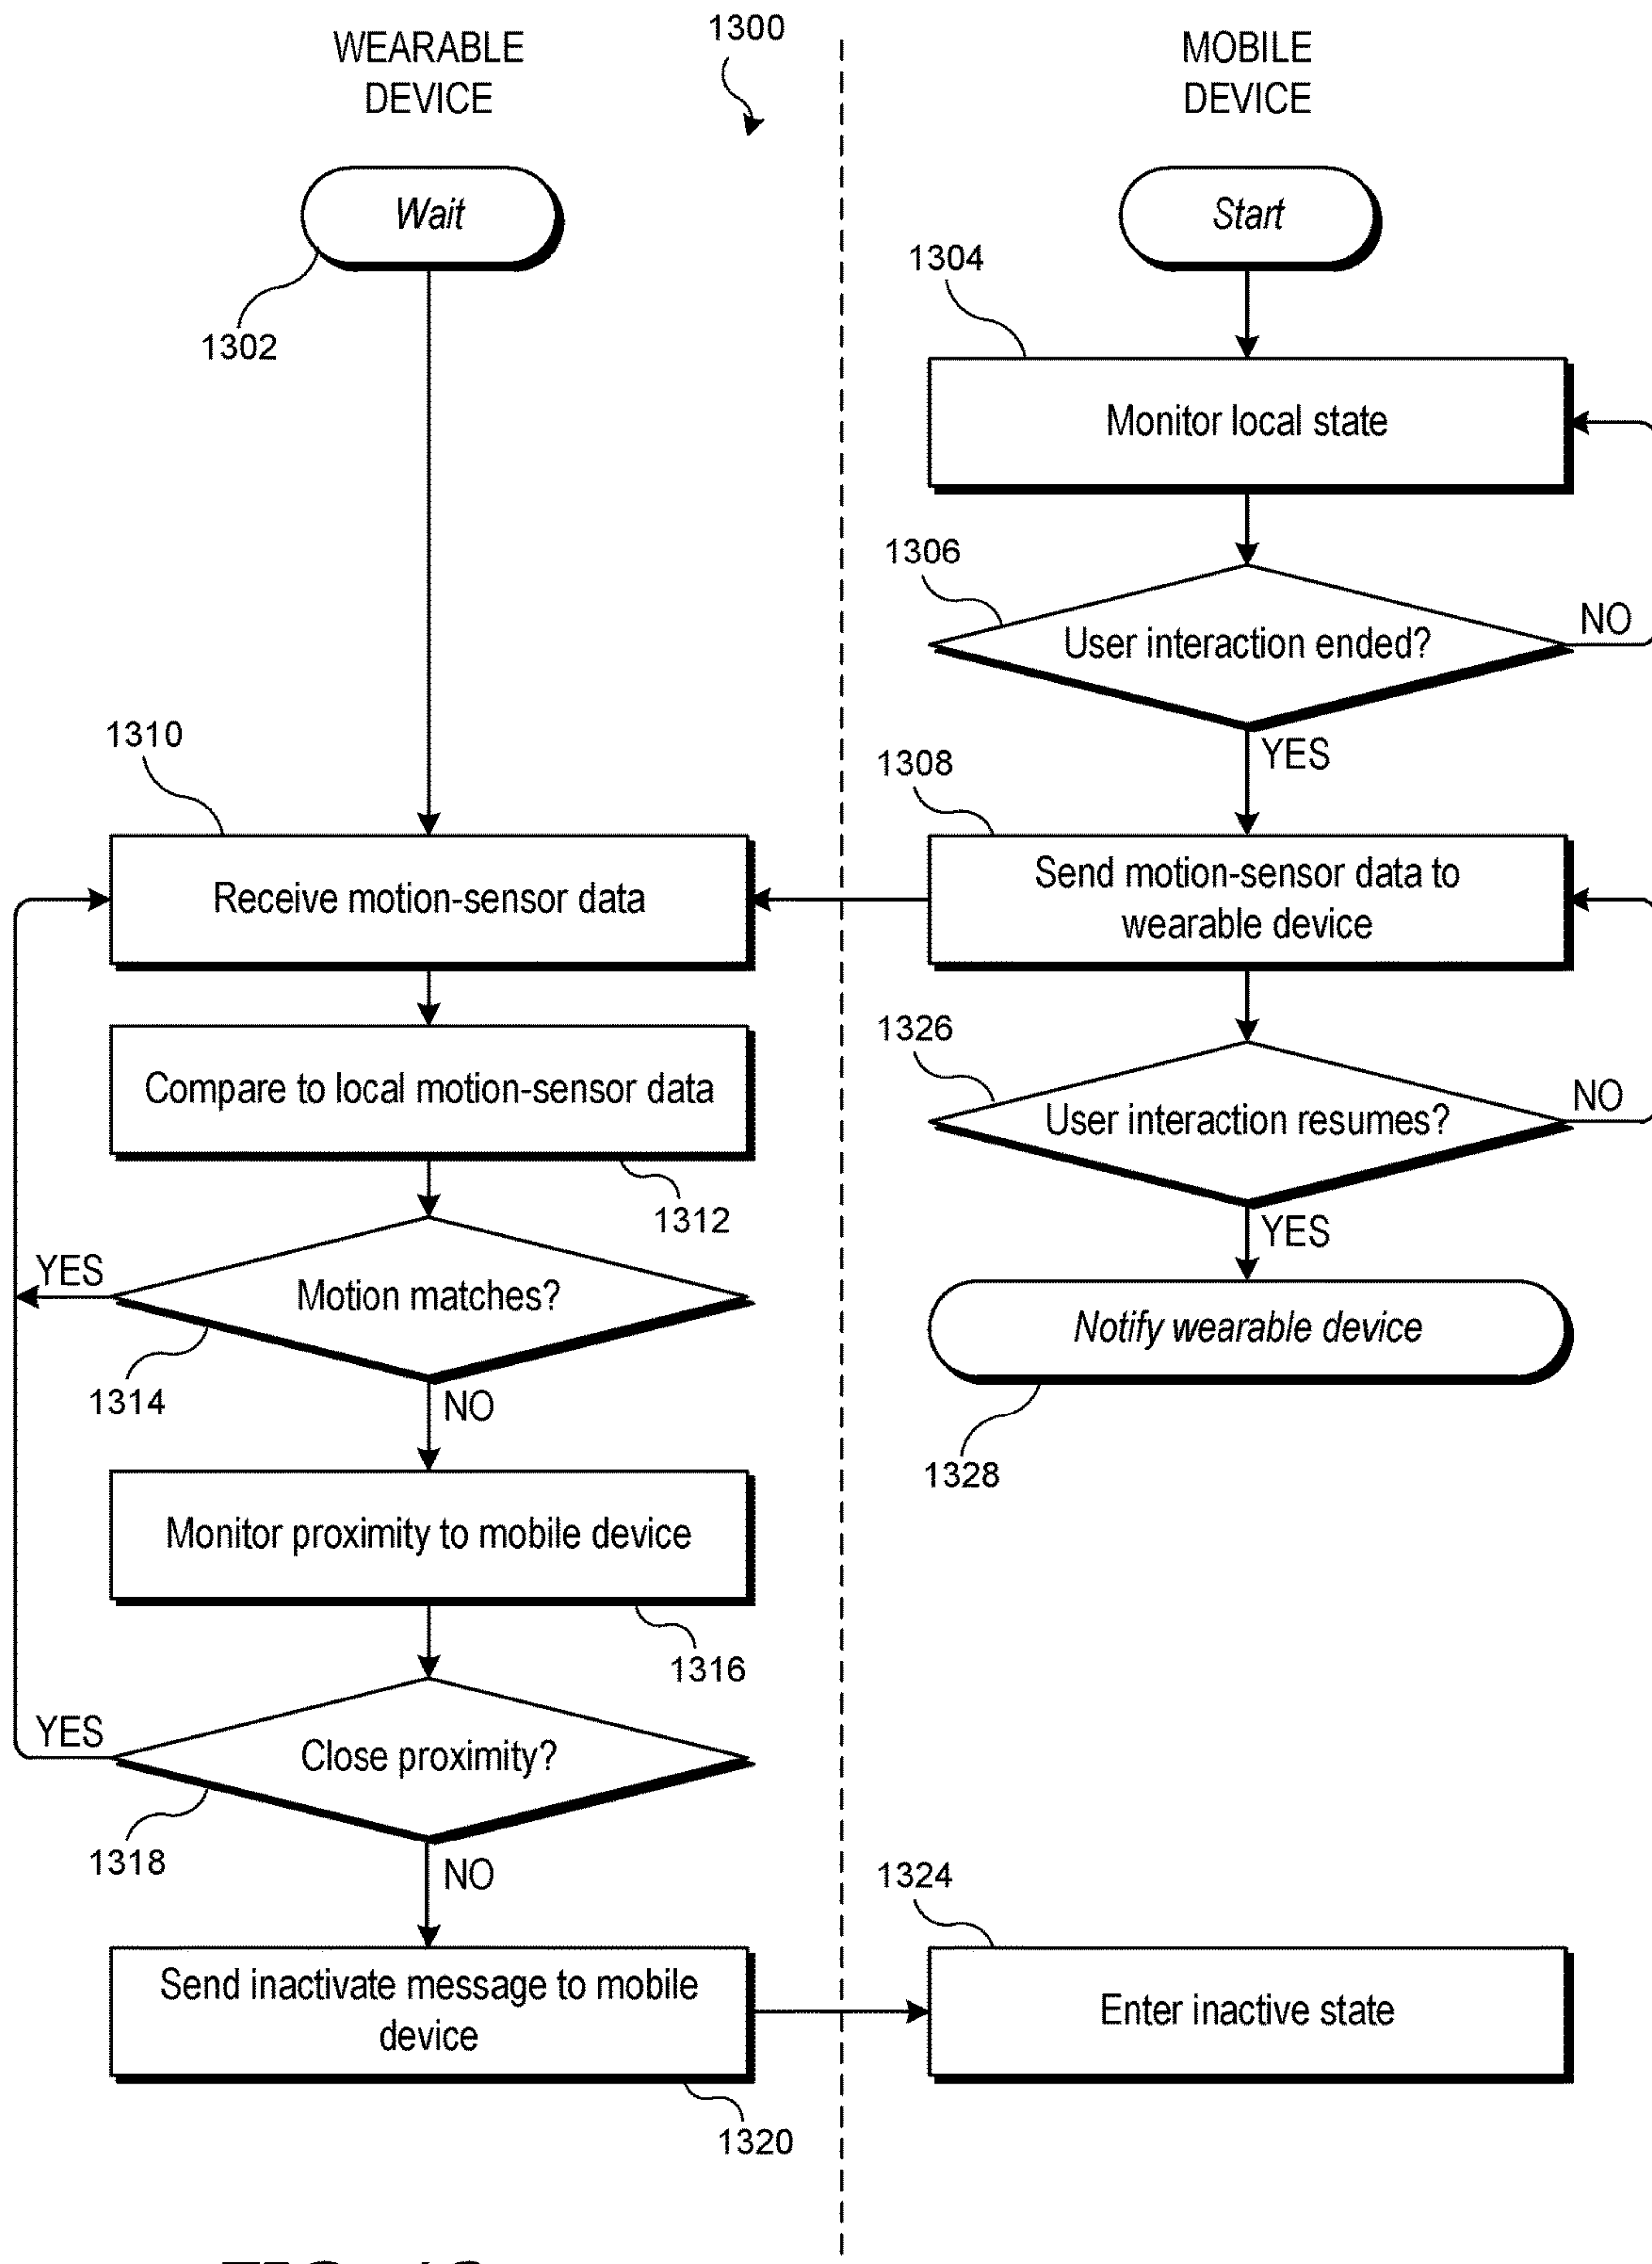 1300
WEARABLE
DEVICE
MOBILE
DEVICE
Wait
1302
Start
1304
Monitor local state
1306
User interaction ended?
NO
YES
1308
Send motion-sensor data to
wearable device
1310
Receive motion-sensor data
Compare to local motion-sensor data
1312
1326
User interaction resumes?
NO
YES
Motion matches?
YES
1314
NO
Notify wearable device
1328
Monitor proximity to mobile device
1316
Close proximity?
YES
1318
NO
Send inactivate message to mobile
device
1320
1324
Enter inactive state